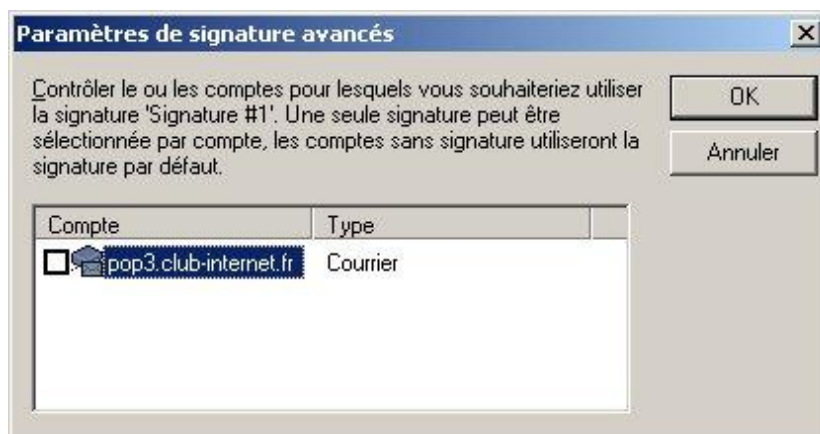 Paramètres de signature avancés
Contrôler le ou les comptes pour lesquels vous souhaiteriez utiliser
la signature 'Signature #1'. Une seule signature peut être
sélectionnée par compte, les comptes sans signature utiliseront la
signature par défaut.
OK
Annuler
Compte Type
pop3.club-internet.fr Courrier